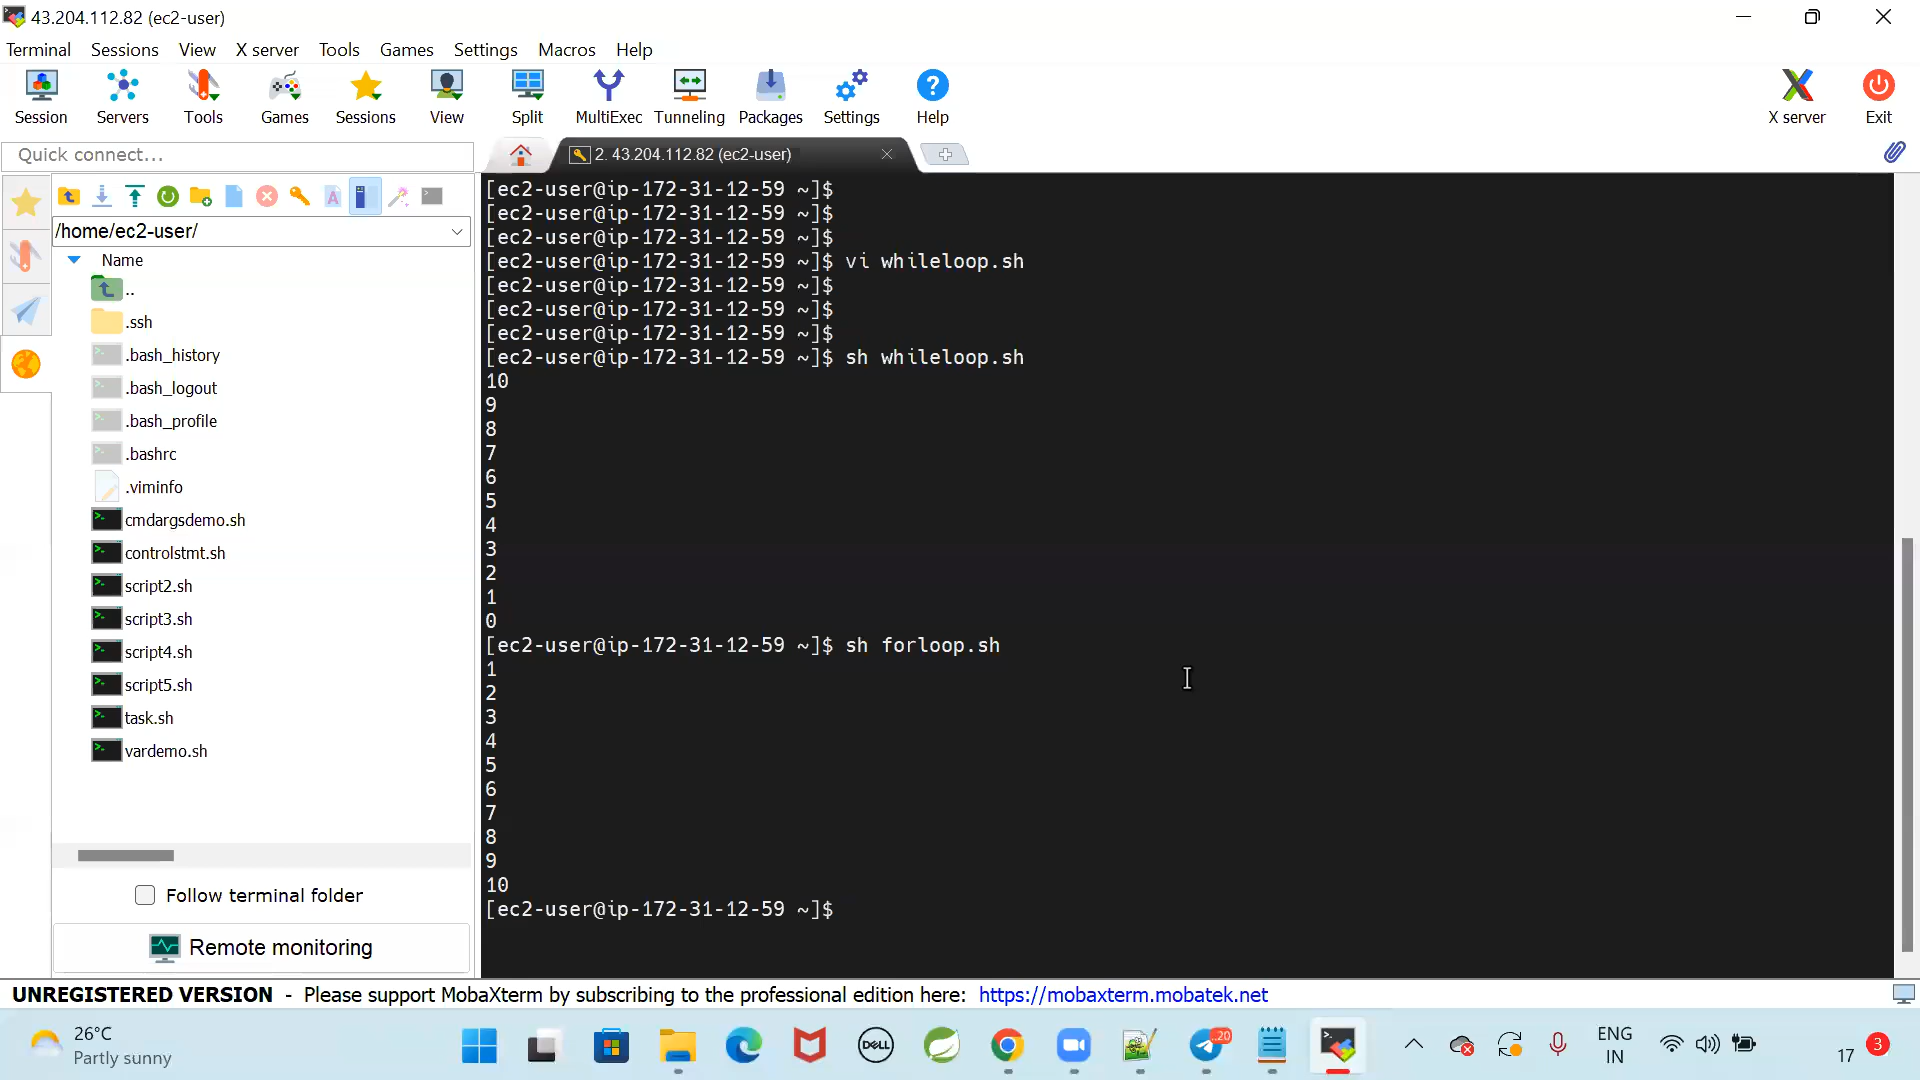 43.204.112.82 (ec2-user)
Terminal Sessions View X server Tools Games Settings Macros Help
Session Servers Tools Games Sessions View Split MultiExec Tunneling Packages Settings Help X server Exit
Quick connect...
2. 43.204.112.82 (ec2-user)
/home/ec2-user/
Name
..
.ssh
.bash_history
.bash_logout
.bash_profile
.bashrc
.viminfo
cmdargsdemo.sh
controlstmt.sh
script2.sh
script3.sh
script4.sh
script5.sh
task.sh
vardemo.sh
Follow terminal folder
Remote monitoring
[ec2-user@ip-172-31-12-59 ~]$
[ec2-user@ip-172-31-12-59 ~]$
[ec2-user@ip-172-31-12-59 ~]$
[ec2-user@ip-172-31-12-59 ~]$ vi whileloop.sh
[ec2-user@ip-172-31-12-59 ~]$
[ec2-user@ip-172-31-12-59 ~]$
[ec2-user@ip-172-31-12-59 ~]$
[ec2-user@ip-172-31-12-59 ~]$ sh whileloop.sh
10
9
8
7
6
5
4
3
2
1
0
[ec2-user@ip-172-31-12-59 ~]$ sh forloop.sh
1
2
3
4
5
6
7
8
9
10
[ec2-user@ip-172-31-12-59 ~]$
UNREGISTERED VERSION - Please support MobaXterm by subscribing to the professional edition here: https://mobaxterm.mobatek.net
26°C
Partly sunny
DELL
20
ENG
IN
17
3